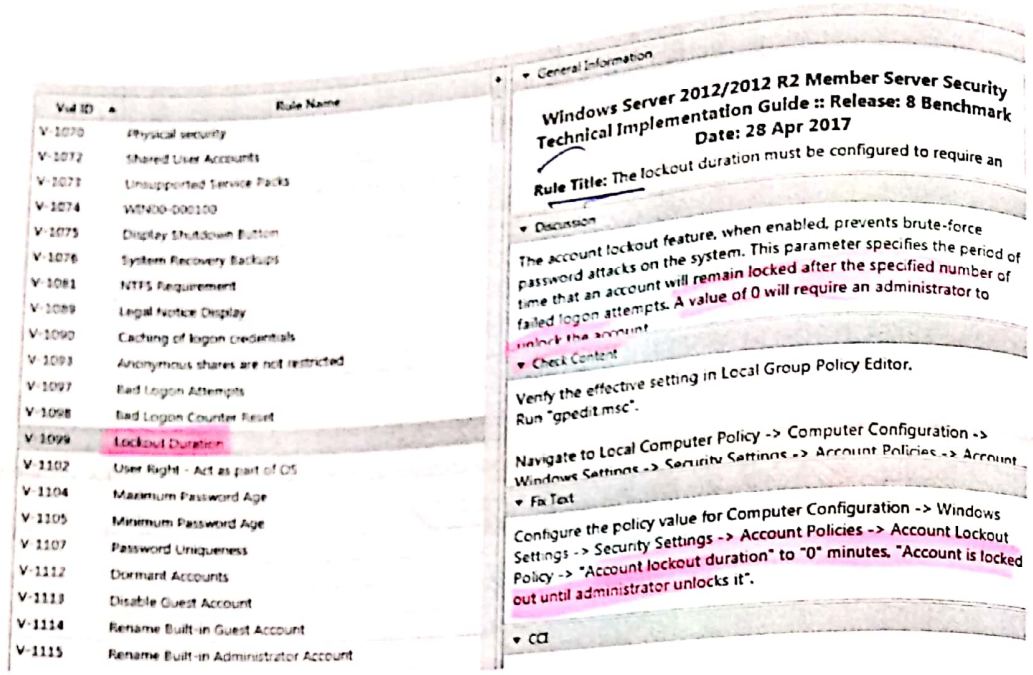 Vul ID
Rule Name
V-1070 Physical security
V-1072 Shared User Accounts
V-1073 Unsupported Service Packs
V-1074 WIN00-000100
V-1075 Display Shutdown Button
V-1076 System Recovery Backups
V-1081 NTFS Requirement
V-1089 Legal Notice Display
V-1090 Caching of logon credentials
V-1093 Anonymous shares are not restricted
V-1097 Bad Logon Attempts
V-1098 Bad Logon Counter Reset
V-1099 Lockout Duration
V-1102 User Right - Act as part of OS
V-1104 Maximum Password Age
V-1105 Minimum Password Age
V-1107 Password Uniqueness
V-1112 Dormant Accounts
V-1113 Disable Guest Account
V-1114 Rename Built-in Guest Account
V-1115 Rename Built-in Administrator Account
General Information
Windows Server 2012/2012 R2 Member Server Security
Technical Implementation Guide :: Release: 8 Benchmark
Date: 28 Apr 2017
Rule Title: The lockout duration must be configured to require an
Discussion
The account lockout feature, when enabled, prevents brute-force
password attacks on the system. This parameter specifies the period of
time that an account will remain locked after the specified number of
failed logon attempts. A value of 0 will require an administrator to
unlock the account
Check Content
Verify the effective setting in Local Group Policy Editor.
Run "gpedit.msc".
Navigate to Local Computer Policy -> Computer Configuration ->
Windows Settings -> Security Settings -> Account Policies -> Account
Fix Text
Configure the policy value for Computer Configuration -> Windows
Settings -> Security Settings -> Account Policies -> Account Lockout
Policy -> "Account lockout duration" to "0" minutes, "Account is locked
out until administrator unlocks it".
CCI